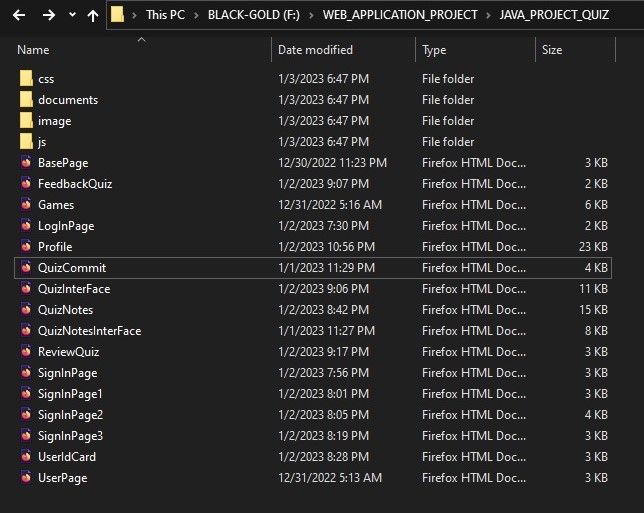 This PC > BLACK-GOLD (F:) > WEB_APPLICATION_PROJECT > JAVA_PROJECT_QUIZ
Name Date modified Type Size
css 1/3/2023 6:47 PM File folder
documents 1/3/2023 6:47 PM File folder
image 1/3/2023 6:47 PM File folder
js 1/3/2023 6:47 PM File folder
BasePage 12/30/2022 11:23 PM Firefox HTML Doc... 3 KB
FeedbackQuiz 1/2/2023 9:07 PM Firefox HTML Doc... 2 KB
Games 12/31/2022 5:16 AM Firefox HTML Doc... 6 KB
LogInPage 1/2/2023 7:30 PM Firefox HTML Doc... 2 KB
Profile 1/2/2023 10:56 PM Firefox HTML Doc... 23 KB
QuizCommit 1/1/2023 11:29 PM Firefox HTML Doc... 4 KB
QuizInterFace 1/2/2023 9:06 PM Firefox HTML Doc... 11 KB
QuizNotes 1/2/2023 8:42 PM Firefox HTML Doc... 15 KB
QuizNotesInterFace 1/1/2023 11:27 PM Firefox HTML Doc... 8 KB
ReviewQuiz 1/2/2023 9:17 PM Firefox HTML Doc... 3 KB
SignInPage 1/2/2023 7:56 PM Firefox HTML Doc... 3 KB
SignInPage1 1/2/2023 8:01 PM Firefox HTML Doc... 3 KB
SignInPage2 1/2/2023 8:05 PM Firefox HTML Doc... 4 KB
SignInPage3 1/2/2023 8:19 PM Firefox HTML Doc... 3 KB
UserIdCard 1/2/2023 8:28 PM Firefox HTML Doc... 3 KB
UserPage 12/31/2022 5:13 AM Firefox HTML Doc... 3 KB